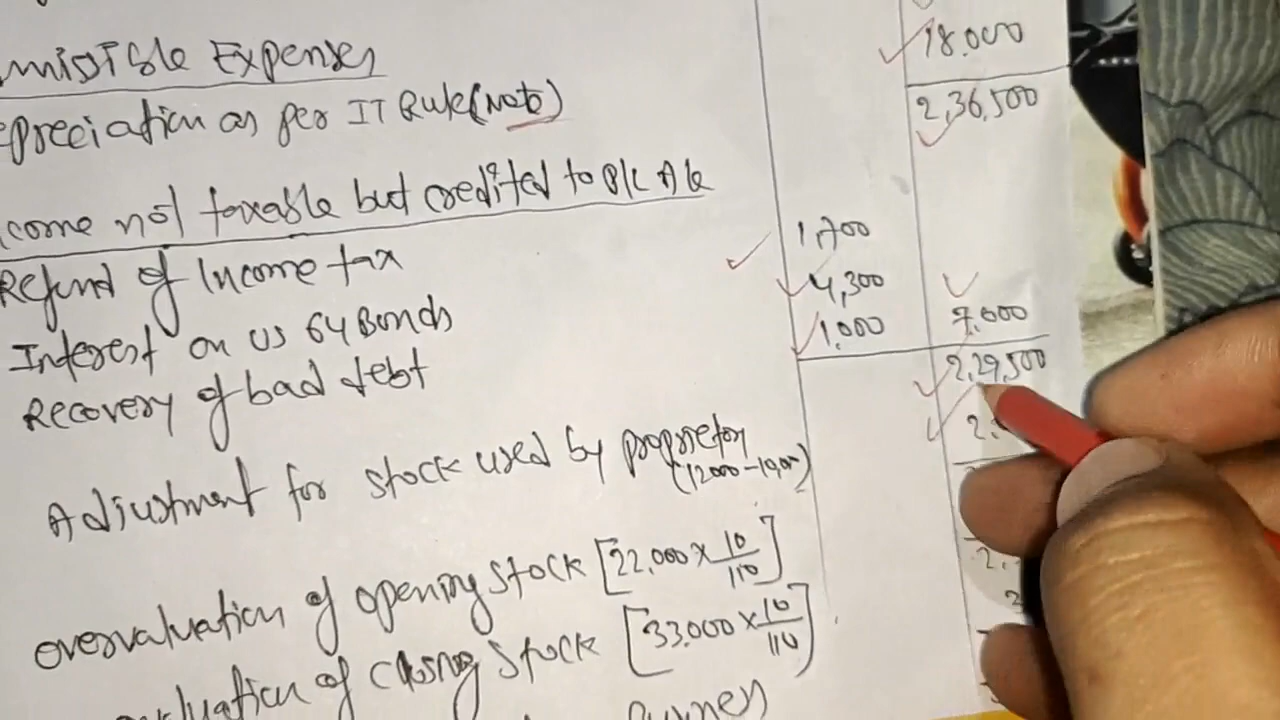 18.000
missible Expenses
2,36,500
epreciation as per IT Rule (Note)
come not taxable but credited to P/L A/c
Refund of Income tax 1,700
Interest on US 64 Bonds 4,300
Recovery of bad debt 1.000 7.000
2,29,500
Adjustment for stock used by proprietor 2.
(12000-10,000)
overvaluation of opening stock [22.000 × 10/110]
valuation of closing stock [33.000 × 10/110]